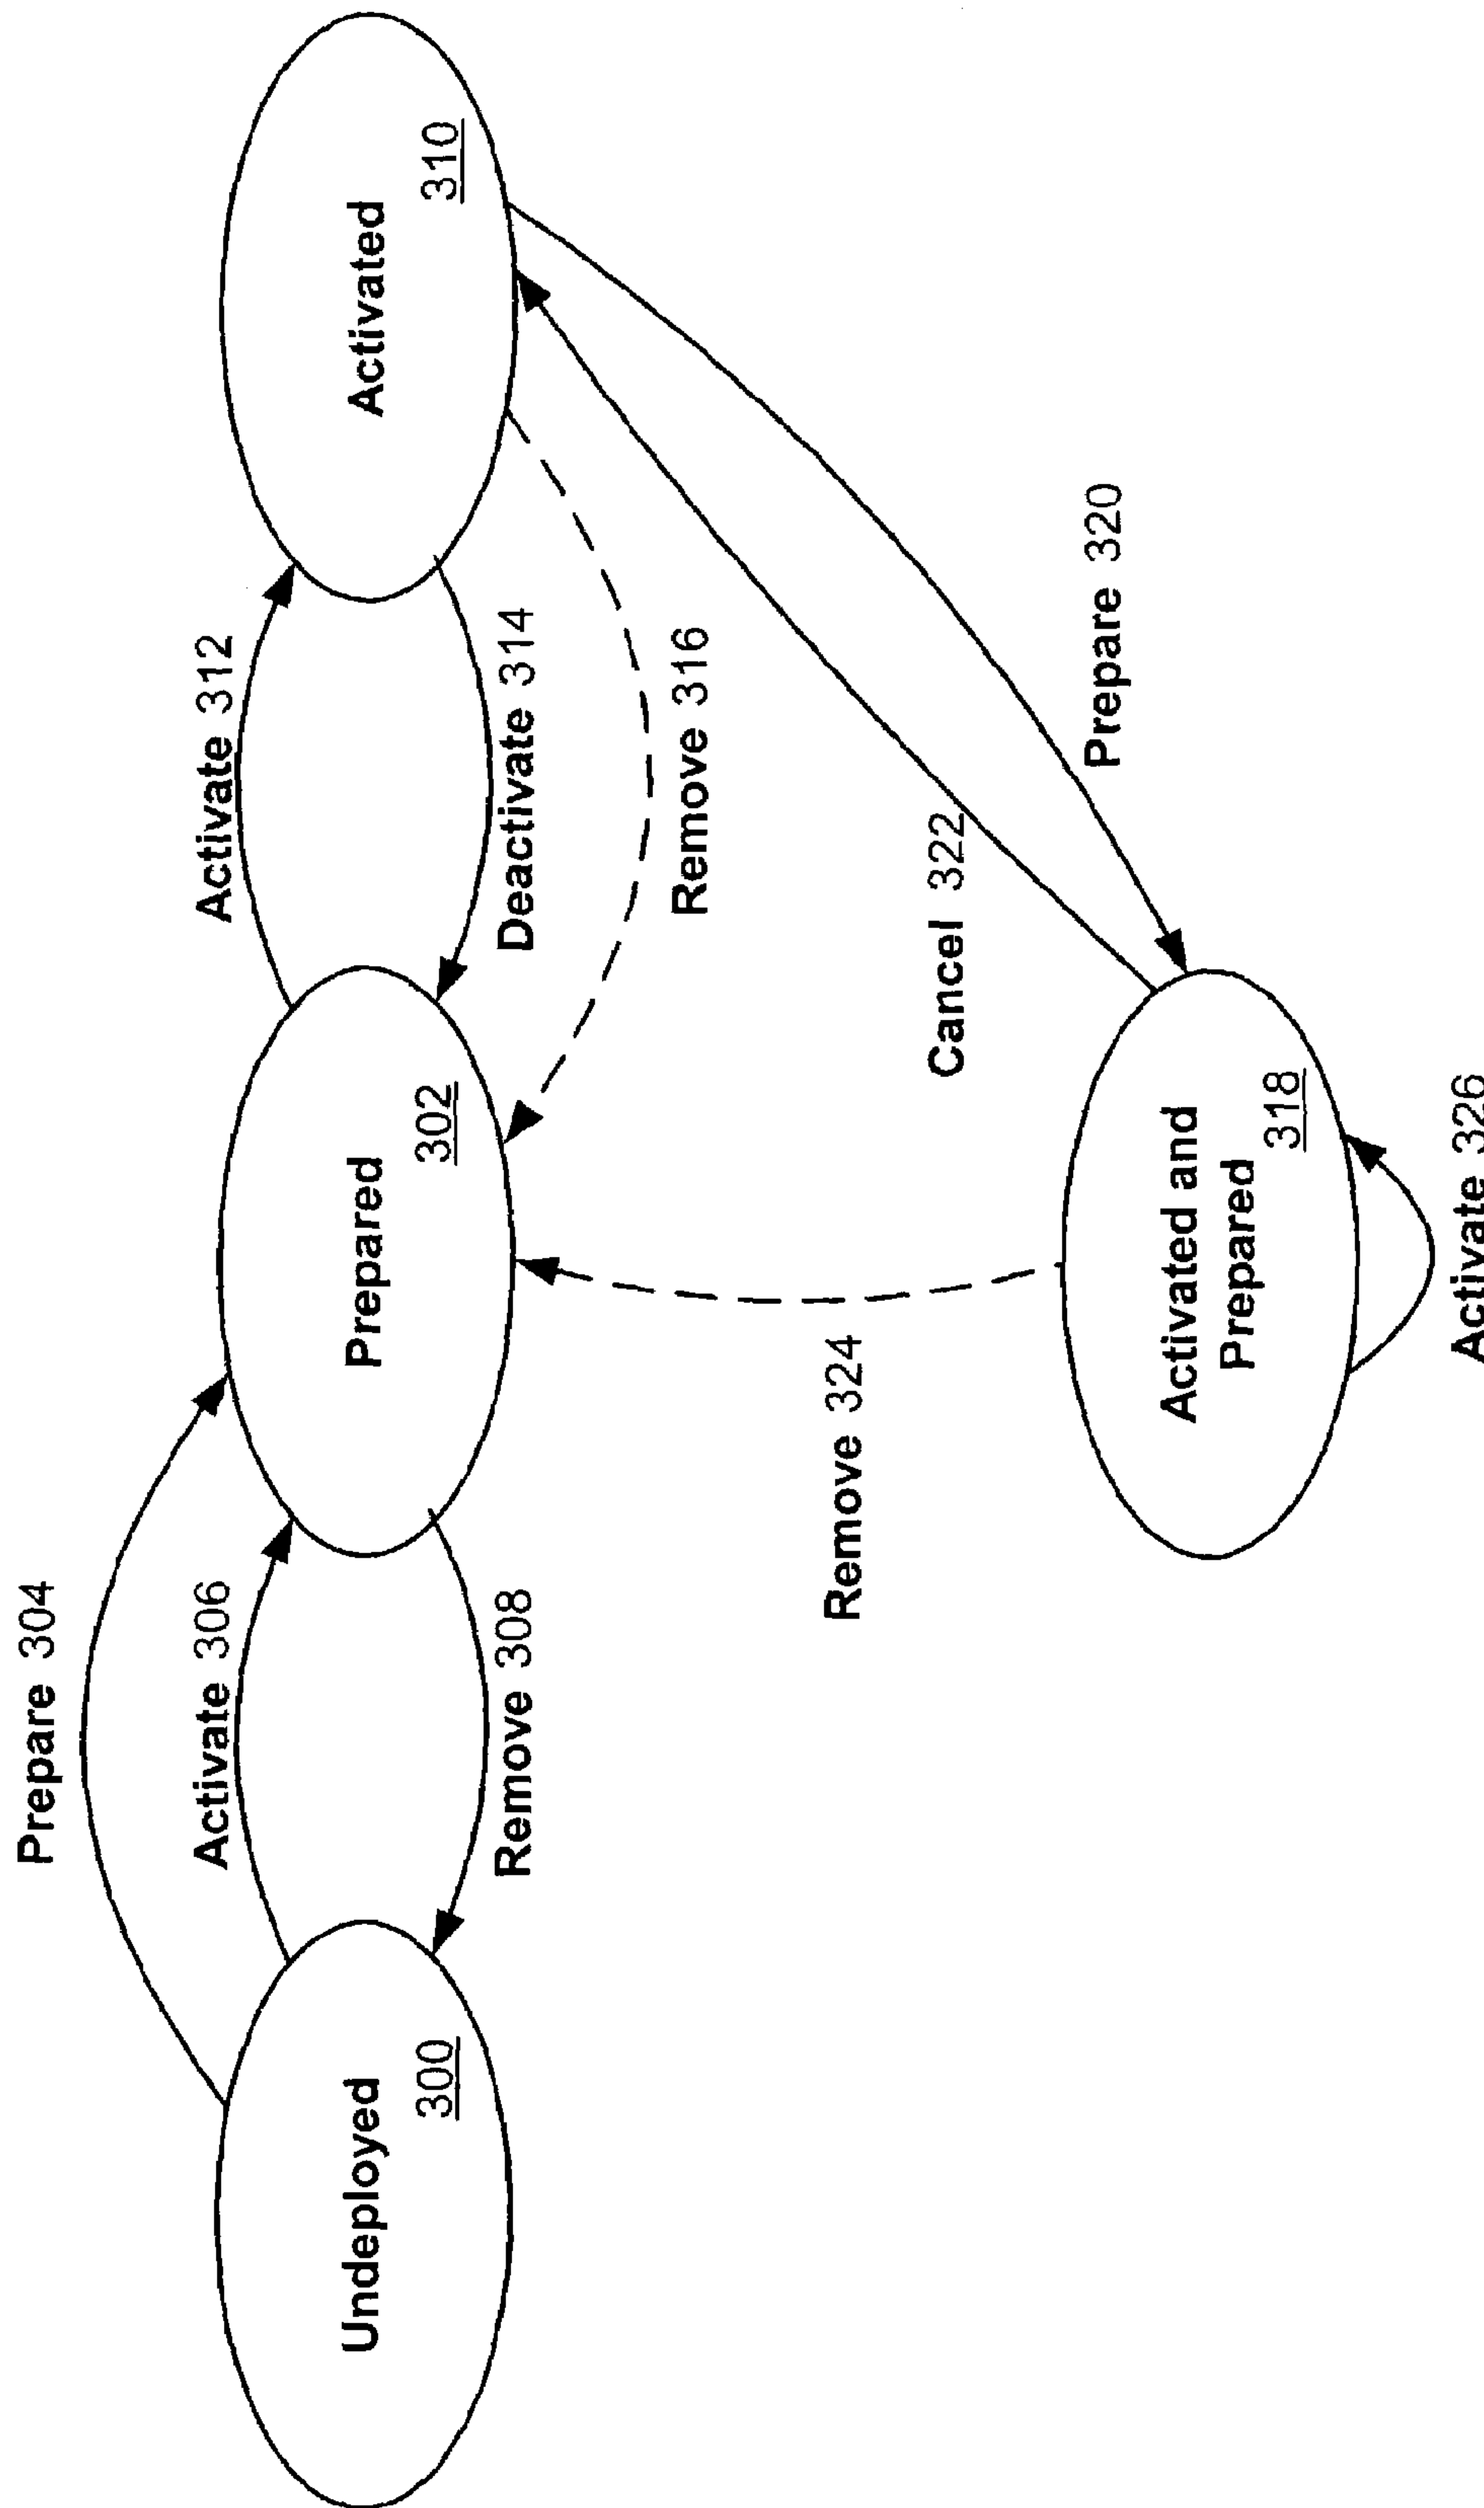 Prepare 304
Activate 306
Activate 312
Undeployed
300
Prepared
302
Activated
310
Remove 308
Deactivate 314
Remove 316
Remove 324
Cancel 322
Prepare 320
Activated and
Prepared
318
Activate 326